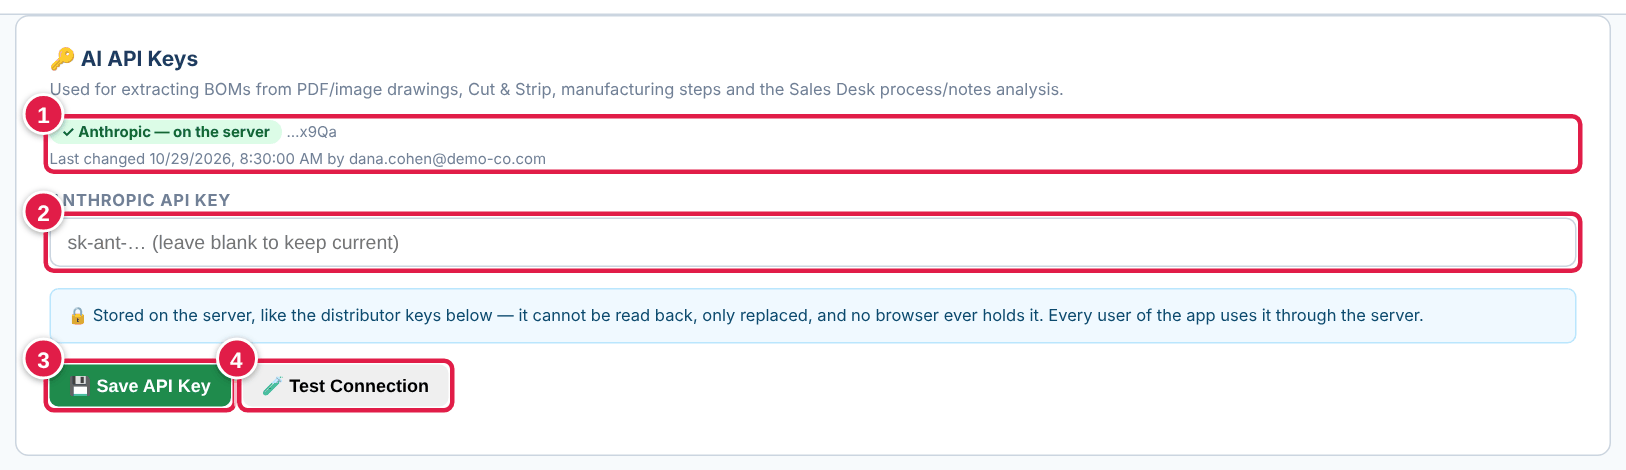 🔑 AI API Keys
Used for extracting BOMs from PDF/image drawings, Cut & Strip, manufacturing steps and the Sales Desk process/notes analysis.
1
✓ Anthropic — on the server ...x9Qa
Last changed 10/29/2026, 8:30:00 AM by dana.cohen@demo-co.com
NTHROPIC API KEY
2
sk-ant-… (leave blank to keep current)
🔒 Stored on the server, like the distributor keys below — it cannot be read back, only replaced, and no browser ever holds it. Every user of the app uses it through the server.
3
💾 Save API Key
4
🧪 Test Connection